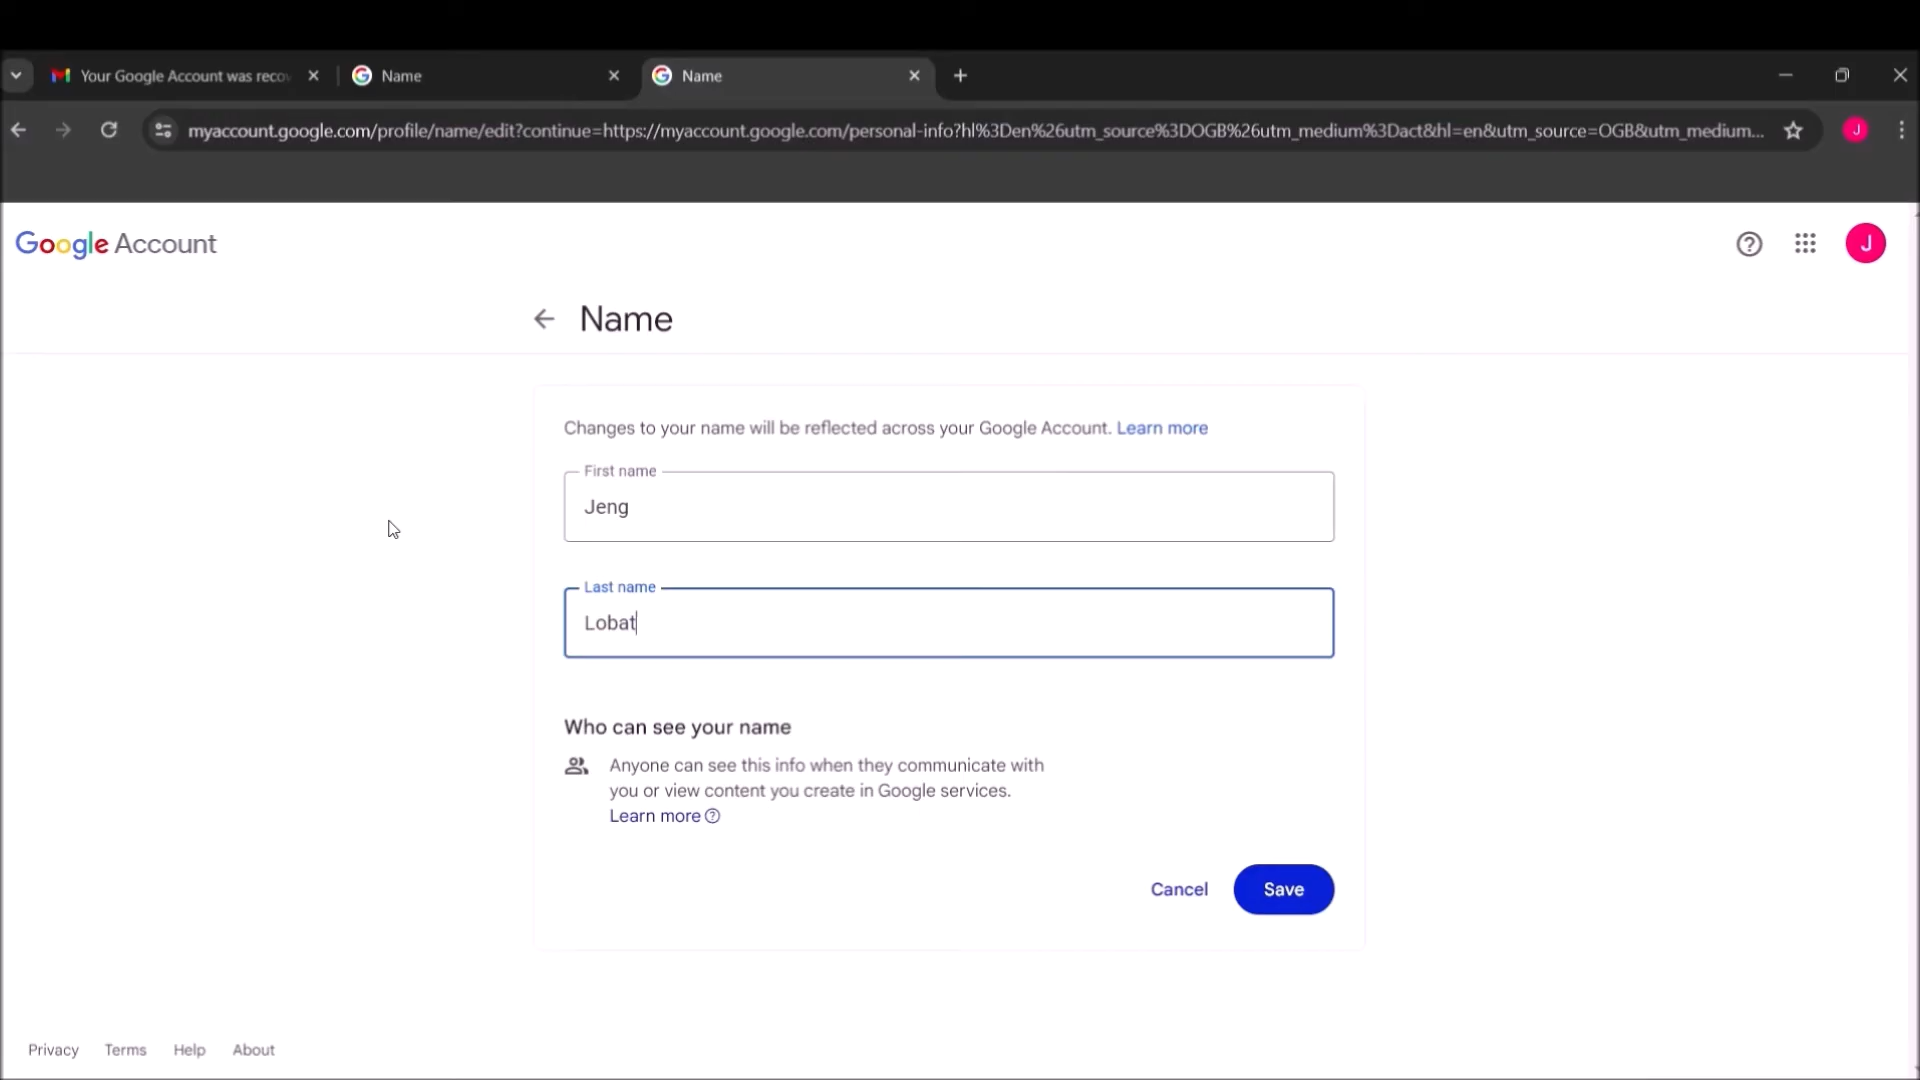 Your Google Account was reco
Name
Name
myaccount.google.com/profile/name/edit?continue=https://myaccount.google.com/personal-info?hl%3Den%26utm_source%3DOGB%26utm_medium%3Dact&hl=en&utm_source=OGB&utm_medium...
J
Google Account
J
Name
Changes to your name will be reflected across your Google Account. Learn more
First name
Jeng
Last name
Lobat
Who can see your name
Anyone can see this info when they communicate with
you or view content you create in Google services.
Learn more
Cancel
Save
Privacy
Terms
Help
About